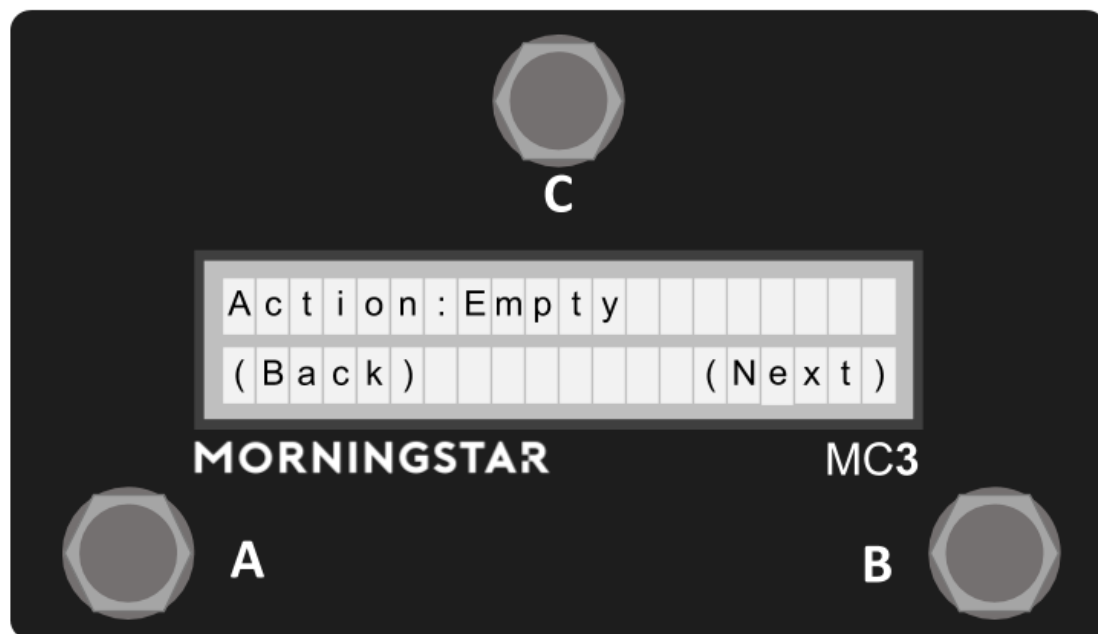 C
Action:Empty
(Back) (Next)
MORNINGSTAR MC3
A B